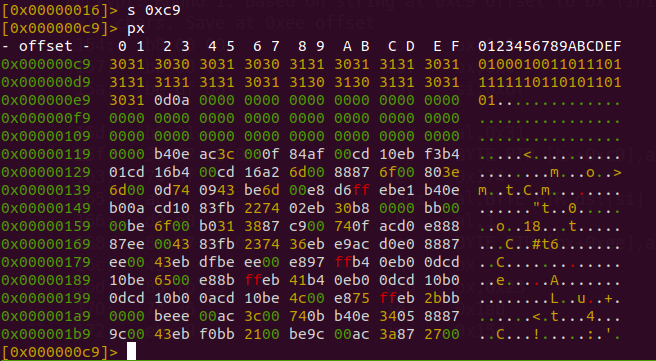 [0x00000016]> s 0xc9
[0x000000c9]> px
- offset -   0 1  2 3  4 5  6 7  8 9  A B  C D  E F  0123456789ABCDEF
0x000000c9  3031 3030 3031 3030 3131 3031 3131 3031  0100010011011101
0x000000d9  3131 3131 3031 3131 3130 3130 3131 3031  1111110110101101
0x000000e9  3031 0d0a 0000 0000 0000 0000 0000 0000  01..............
0x000000f9  0000 0000 0000 0000 0000 0000 0000 0000  ................
0x00000109  0000 0000 0000 0000 0000 0000 0000 0000  ................
0x00000119  0000 b40e ac3c 000f 84af 00cd 10eb f3b4  .....<..........
0x00000129  01cd 16b4 00cd 16a2 6d00 8887 6f00 803e  ........m...o..>
0x00000139  6d00 0d74 0943 be6d 00e8 d6ff ebe1 b40e  m..t.C.m........
0x00000149  b00a cd10 83fb 2274 02eb 30b8 0000 bb00  ......"t..0.....
0x00000159  00be 6f00 b031 3887 c900 740f acd0 e888  ..o..18...t.....
0x00000169  87ee 0043 83fb 2374 36eb e9ac d0e0 8887  ...C..#t6.......
0x00000179  ee00 43eb dfbe ee00 e897 ffb4 0eb0 0dcd  ..C.............
0x00000189  10be 6500 e88b ffeb 41b4 0eb0 0dcd 10b0  ..e.....A.......
0x00000199  0dcd 10b0 0acd 10be 4c00 e875 ffeb 2bbb  ........L..u..+.
0x000001a9  0000 beee 00ac 3c00 740b b40e 3405 8887  ......<.t...4...
0x000001b9  9c00 43eb f0bb 2100 be9c 00ac 3a87 2700  ..C...!.....:.'.
[0x000000c9]>